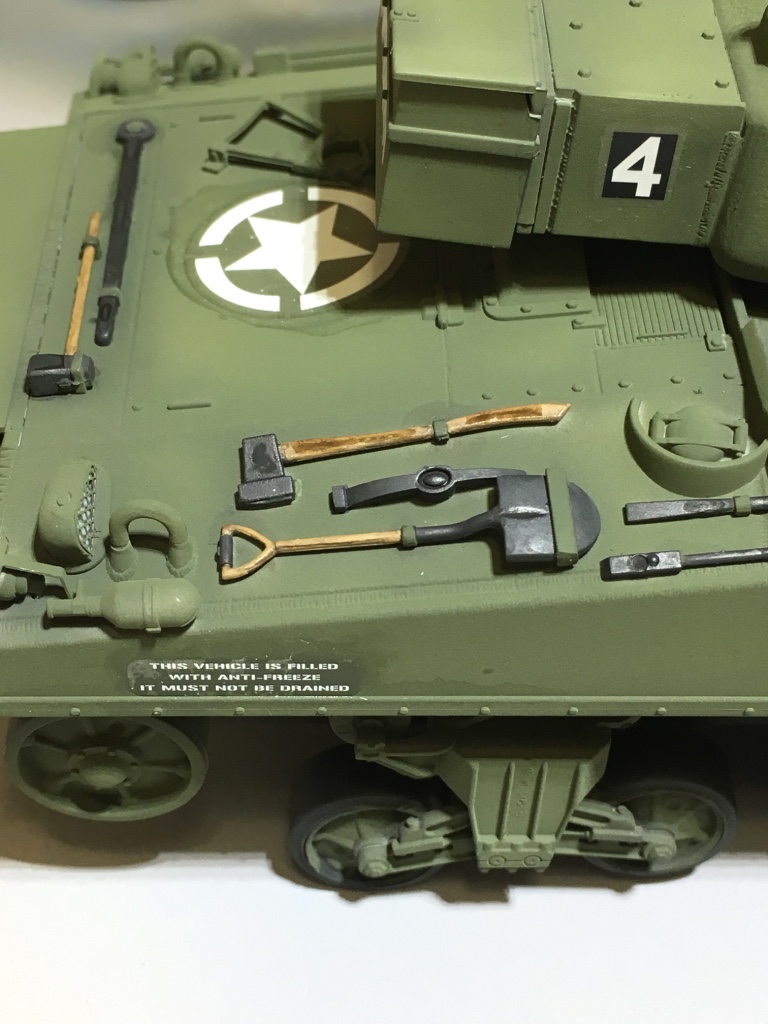 4
THIS VEHICLE IS FILLED
WITH ANTI-FREEZE
IT MUST NOT BE DRAINED